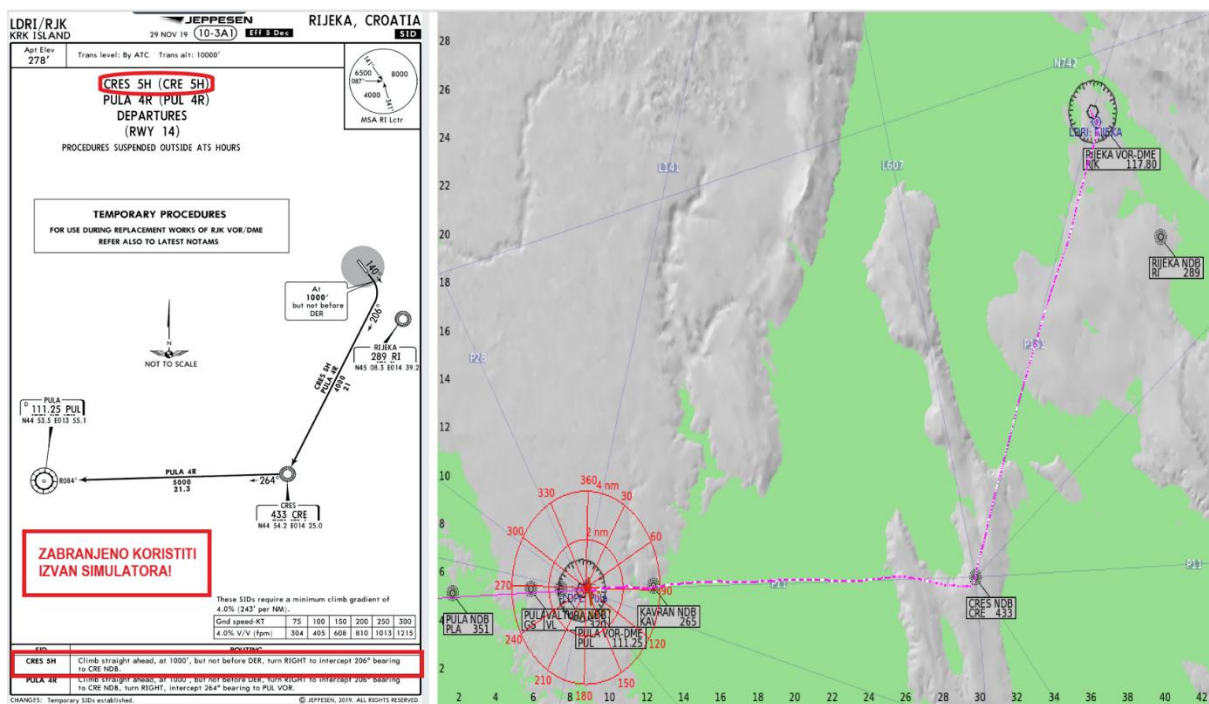 LDRI/RJK
KRK ISLAND
JEPPESEN
29 NOV 19 (10-3A1) Eff 5 Dec
RIJEKA, CROATIA
SID
Apt Elev
278'
Trans level: By ATC Trans alt: 10000'
CRES 5H (CRE 5H)
PULA 4R (PUL 4R)
DEPARTURES
(RWY 14)
PROCEDURES SUSPENDED OUTSIDE ATS HOURS
141°
6500
087°
8000
4000
341°
MSA RI Lctr
TEMPORARY PROCEDURES
FOR USE DURING REPLACEMENT WORKS OF RJK VOR/DME
REFER ALSO TO LATEST NOTAMS
140°
At
1000'
but not before
DER
206°
RIJEKA
289 RI
N45 08.3 E014 39.2
N
NOT TO SCALE
CRES 5H
PULA 4R
4000
21
PULA
D 111.25 PUL
N44 53.5 E013 55.1
R084°
PULA 4R
5000
21.3
264°
CRES
433 CRE
N44 54.2 E014 25.0
ZABRANJENO KORISTITI
IZVAN SIMULATORA!
These SIDs require a minimum climb gradient of
4.0% (243' per NM).
Gnd speed-KT 75 100 150 200 250 300
4.0% V/V (fpm) 304 405 608 810 1013 1215
SID ROUTING
CRES 5H Climb straight ahead, at 1000', but not before DER, turn RIGHT to intercept 206° bearing
to CRE NDB.
PULA 4R Climb straight ahead, at 1000', but not before DER, turn RIGHT to intercept 206° bearing
to CRE NDB, turn RIGHT, intercept 264° bearing to PUL VOR.
CHANGES: Temporary SIDs established.
© JEPPESEN, 2019. ALL RIGHTS RESERVED.
28
26
24
22
20
18
16
14
12
10
8
6
4
2
N742
L141
L607
P28
P11
P11
RIJEKA VOR-DME
RJK 117.80
RIJEKA NDB
RI 289
CRES NDB
CRE 433
KAVRAN NDB
KAV 265
PULA VOR-DME
PUL 111.25
PULA NDB
PLA 351
360
4 nm
2 nm
30
60
90
120
150
180
210
240
270
300
330
2 4 6 8 10 12 14 16 18 20 22 24 26 28 30 32 34 36 38 40 42